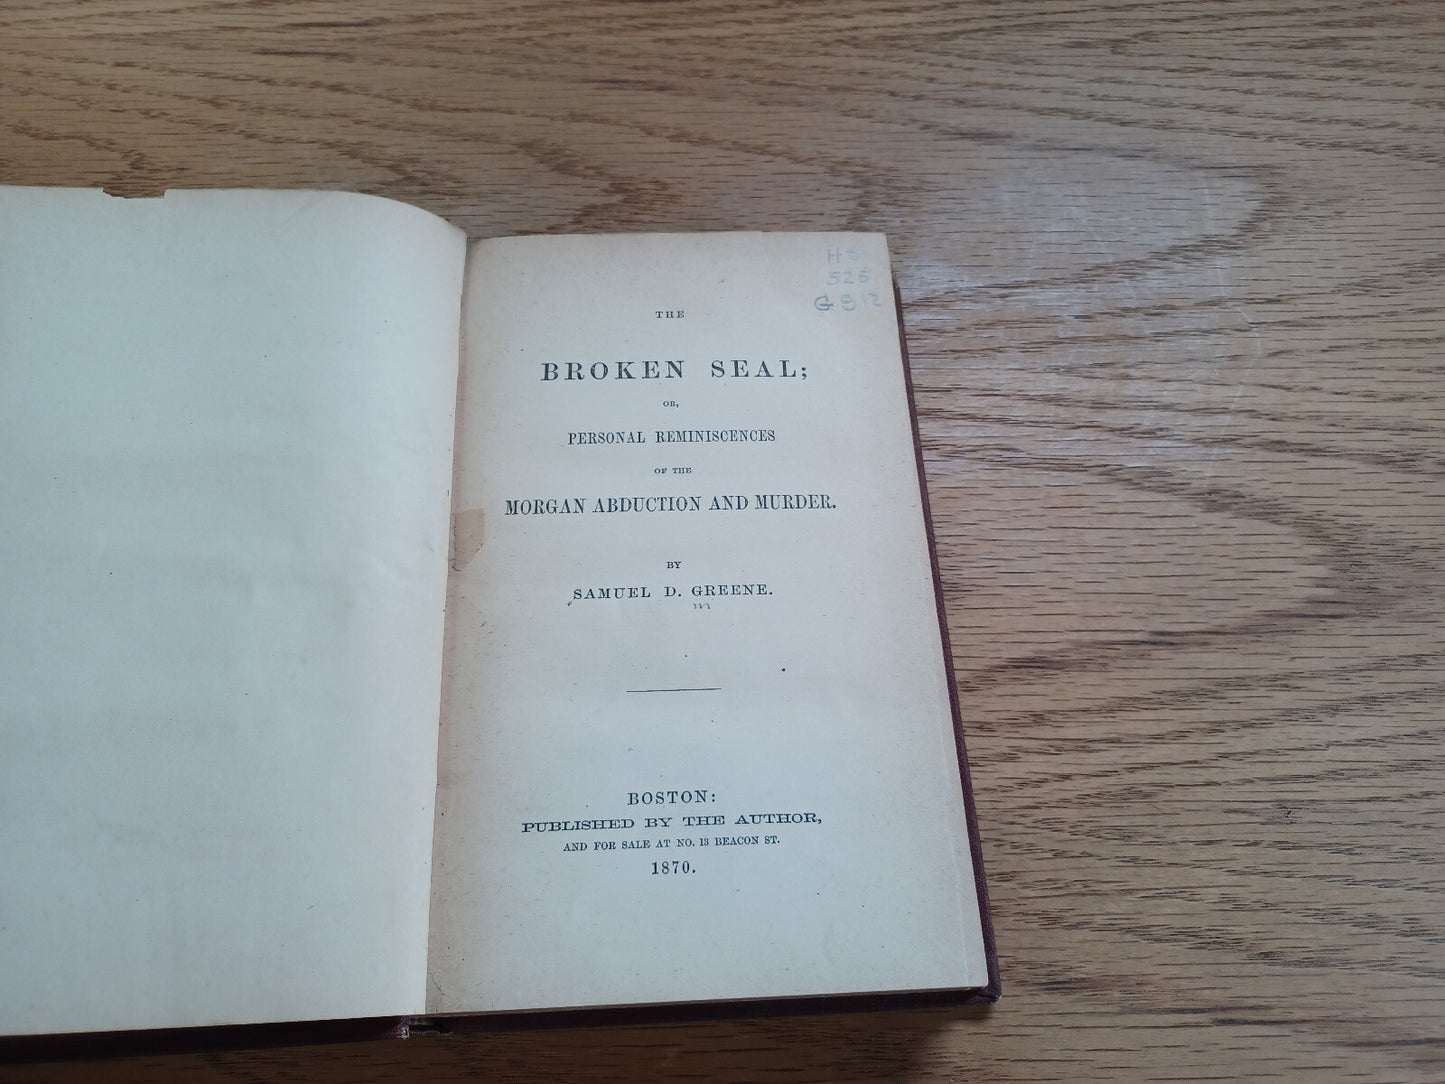 HS
525
G812
THE
BROKEN SEAL;
OR,
PERSONAL REMINISCENCES
OF THE
MORGAN ABDUCTION AND MURDER.
BY
SAMUEL D. GREENE.
BOSTON:
PUBLISHED BY THE AUTHOR,
AND FOR SALE AT NO. 13 BEACON ST.
1870.